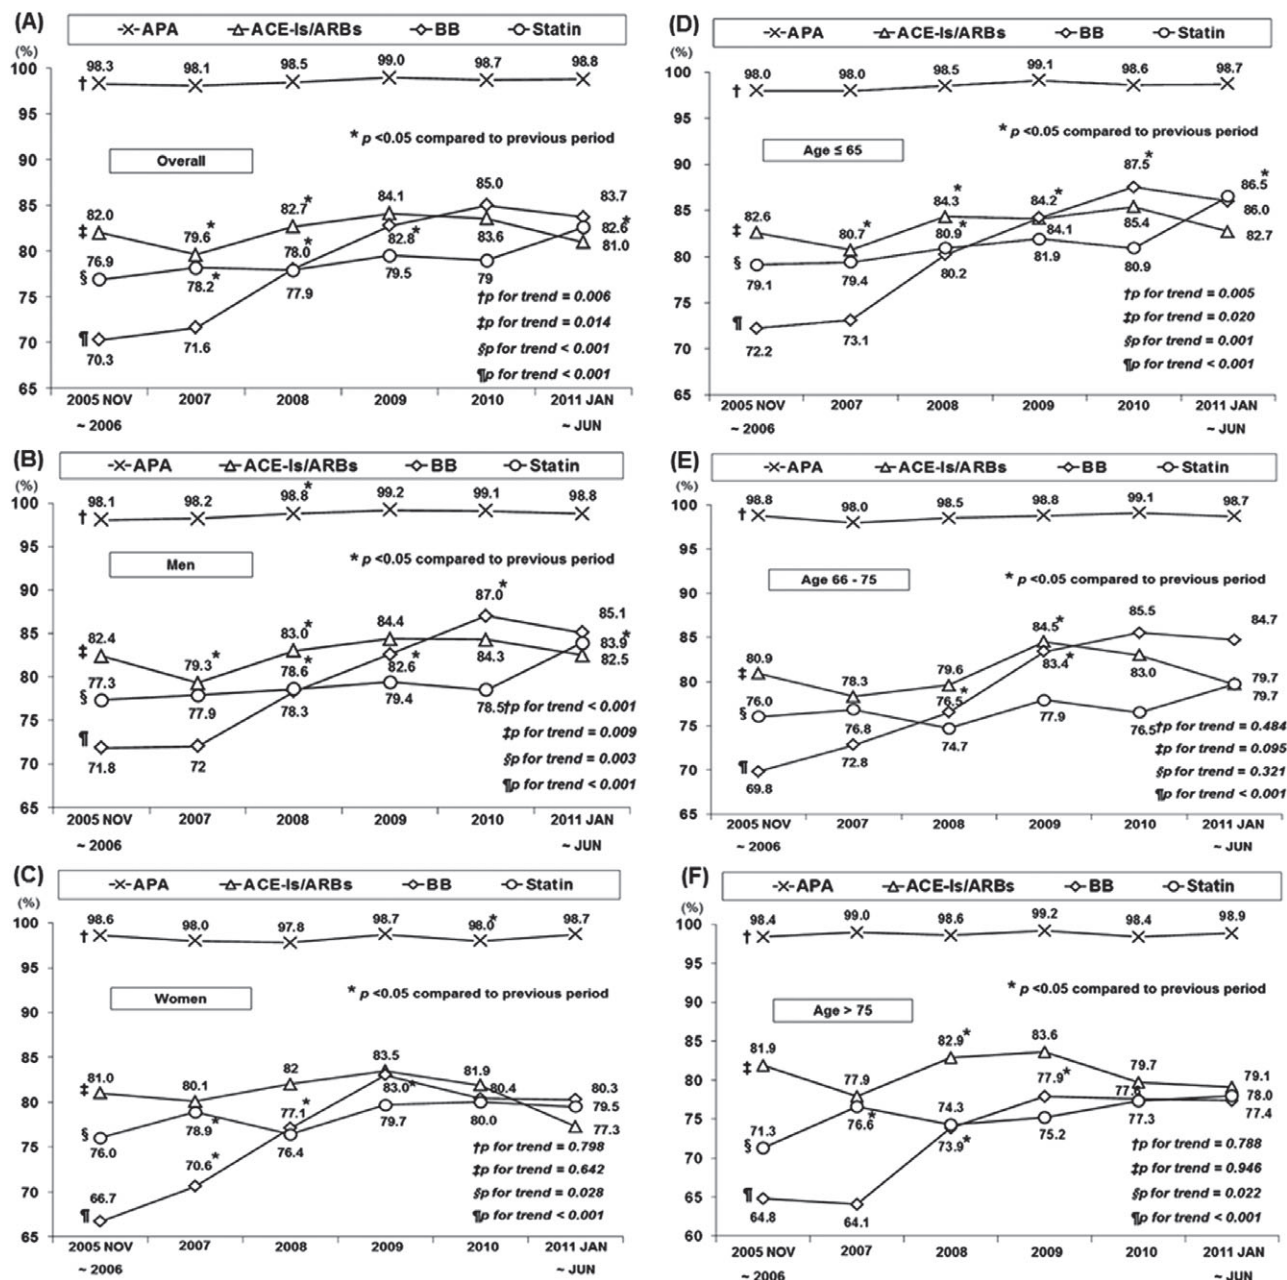 (A)
APA ACE-Is/ARBs BB Statin
(%)
100
95
90
85
80
75
70
65
98.3 98.1 98.5 99.0 98.7 98.8
†
* p <0.05 compared to previous period
Overall
82.0 79.6* 82.7* 84.1 85.0 83.7
‡
76.9 78.2* 78.0* 82.8* 83.6 82.6*
§
77.9 79.5 79 81.0
¶
70.3 71.6
†p for trend = 0.006
‡p for trend = 0.014
§p for trend < 0.001
¶p for trend < 0.001
2005 NOV 2007 2008 2009 2010 2011 JAN
~ 2006 ~ JUN
(B)
APA ACE-Is/ARBs BB Statin
(%)
100
95
90
85
80
75
70
65
98.1 98.2 98.8* 99.2 99.1 98.8
†
* p <0.05 compared to previous period
Men
82.4 79.3* 83.0* 84.4 87.0* 85.1
‡
77.3 77.9 78.6* 82.6* 84.3 83.9*
§
78.3 79.4 78.5 82.5
¶
71.8 72
†p for trend < 0.001
‡p for trend = 0.009
§p for trend = 0.003
¶p for trend < 0.001
2005 NOV 2007 2008 2009 2010 2011 JAN
~ 2006 ~ JUN
(C)
APA ACE-Is/ARBs BB Statin
(%)
100
95
90
85
80
75
70
65
98.6 98.0 97.8 98.7 98.0* 98.7
†
* p <0.05 compared to previous period
Women
81.0 80.1 82 83.5 81.9 80.3
‡
76.0 78.9* 77.1* 83.0* 80.4 79.5
§
76.4 79.7 80.0 77.3
66.7 70.6*
¶
†p for trend = 0.798
‡p for trend = 0.642
§p for trend = 0.028
¶p for trend < 0.001
2005 NOV 2007 2008 2009 2010 2011 JAN
~ 2006 ~ JUN
(D)
APA ACE-Is/ARBs BB Statin
(%)
100
95
90
85
80
75
70
65
98.0 98.0 98.5 99.1 98.6 98.7
†
* p <0.05 compared to previous period
Age ≤ 65
82.6 80.7* 84.3* 84.2* 87.5* 86.5*
‡
80.9* 84.1 85.4 86.0
§
79.1 79.4 80.2 81.9 80.9 82.7
¶
72.2 73.1
†p for trend = 0.005
‡p for trend = 0.020
§p for trend = 0.001
¶p for trend < 0.001
2005 NOV 2007 2008 2009 2010 2011 JAN
~ 2006 ~ JUN
(E)
APA ACE-Is/ARBs BB Statin
(%)
100
95
90
85
80
75
70
65
98.8 98.0 98.5 98.8 99.1 98.7
†
* p <0.05 compared to previous period
Age 66 - 75
80.9 78.3 79.6 84.5* 85.5 84.7
‡
76.0 76.8 76.5* 83.4* 83.0 79.7
§
74.7 77.9 76.5 79.7
¶
69.8 72.8
†p for trend = 0.484
‡p for trend = 0.095
§p for trend = 0.321
¶p for trend < 0.001
2005 NOV 2007 2008 2009 2010 2011 JAN
~ 2006 ~ JUN
(F)
APA ACE-Is/ARBs BB Statin
(%)
100
95
90
85
80
75
70
65
98.4 99.0 98.6 99.2 98.4 98.9
†
* p <0.05 compared to previous period
Age > 75
81.9 77.9 82.9* 83.6 79.7 79.1
‡
71.3 76.6* 74.3 77.9* 78.0
§
73.9* 75.2 77.3 77.4
¶
64.8 64.1
†p for trend = 0.788
‡p for trend = 0.946
§p for trend = 0.022
¶p for trend < 0.001
2005 NOV 2007 2008 2009 2010 2011 JAN
~ 2006 ~ JUN